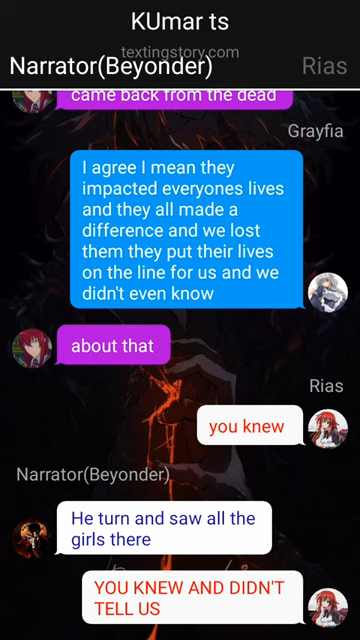 KUmar ts
textingstory.com
Narrator(Beyonder)
Rias
came back from the dead
Grayfia
I agree I mean they
impacted everyones lives
and they all made a
difference and we lost
them they put their lives
on the line for us and we
didn't even know
about that
Rias
you knew
Narrator(Beyonder)
He turn and saw all the
girls there
YOU KNEW AND DIDN'T
TELL US